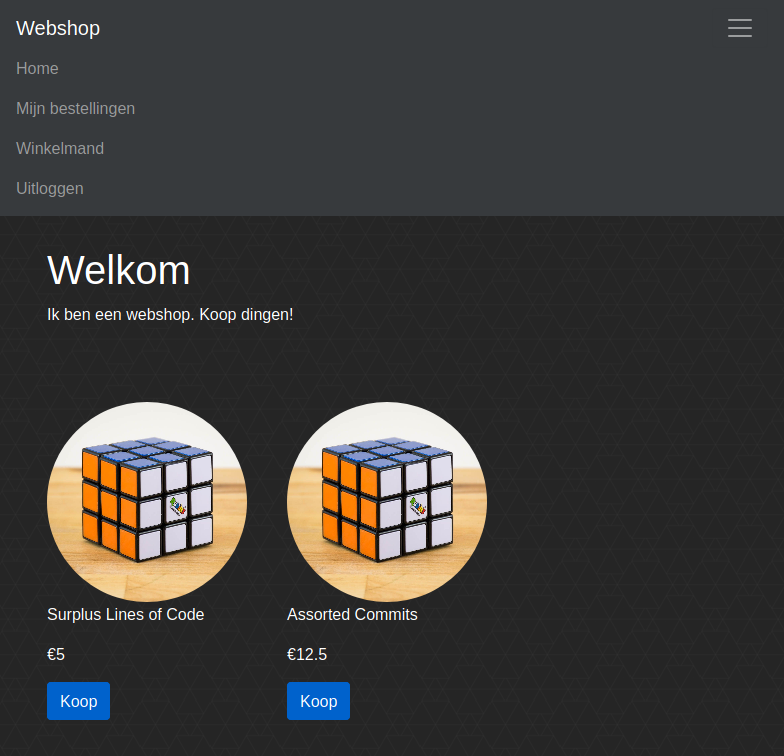 Webshop
Home
Mijn bestellingen
Winkelmand
Uitloggen
Welkom
Ik ben een webshop. Koop dingen!
Surplus Lines of Code
€5
Koop
Assorted Commits
€12.5
Koop